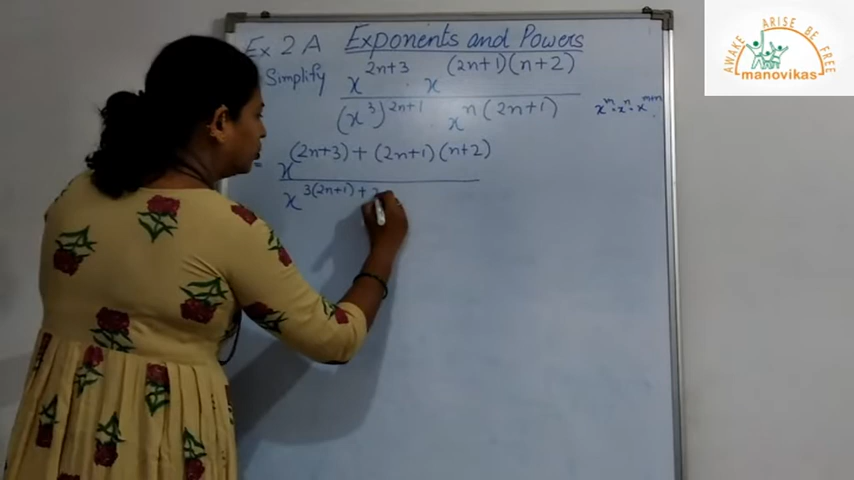 Ex 2A Exponents and Powers
Simplify x^{2n+3} . x^{(2n+1)(n+2)}
(x^3)^{2n+1} x^{n(2n+1)}
x^m · x^n = x^{m+n}
= x^{(2n+3)+(2n+1)(n+2)}
x^{3(2n+1)+
AWAKE ARISE BE FREE
manovikas